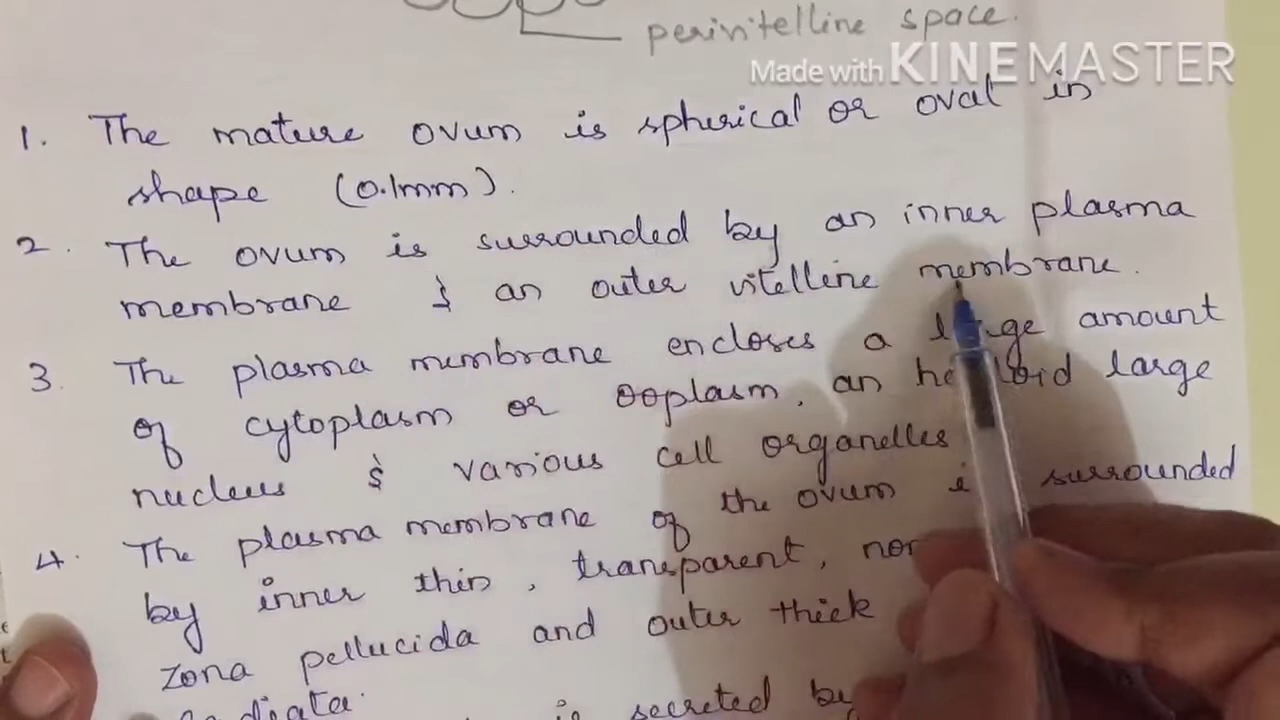 perivitelline space.
Made with KINEMASTER
1. The mature ovum is spherical or oval in
shape (0.1mm).
2. The ovum is surrounded by an inner plasma
membrane & an outer vitelline membrane.
3. The plasma membrane encloses a large amount
of cytoplasm or ooplasm, an large
nucleus & various cell organelles
4. The plasma membrane of the ovum surrounded
by inner thin, transparent,
zona pellucida and outer thick
secreted by